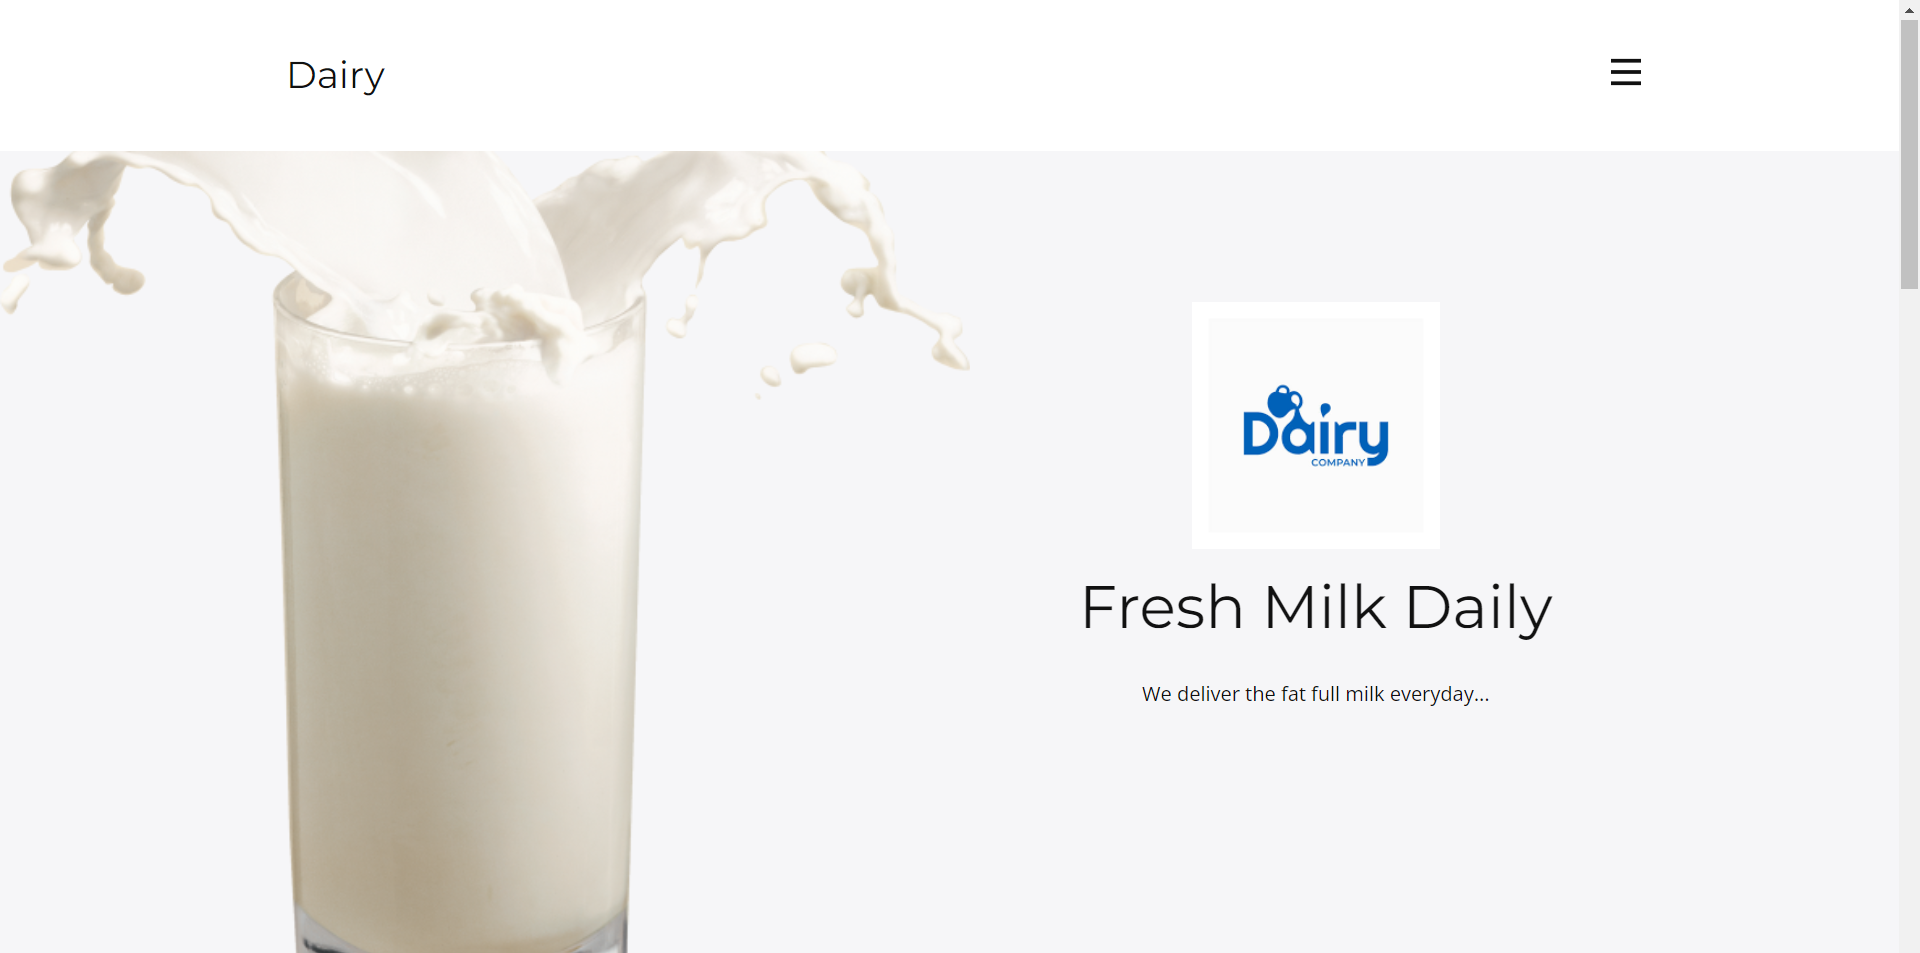 Dairy
Dairy
COMPANY
Fresh Milk Daily
We deliver the fat full milk everyday...